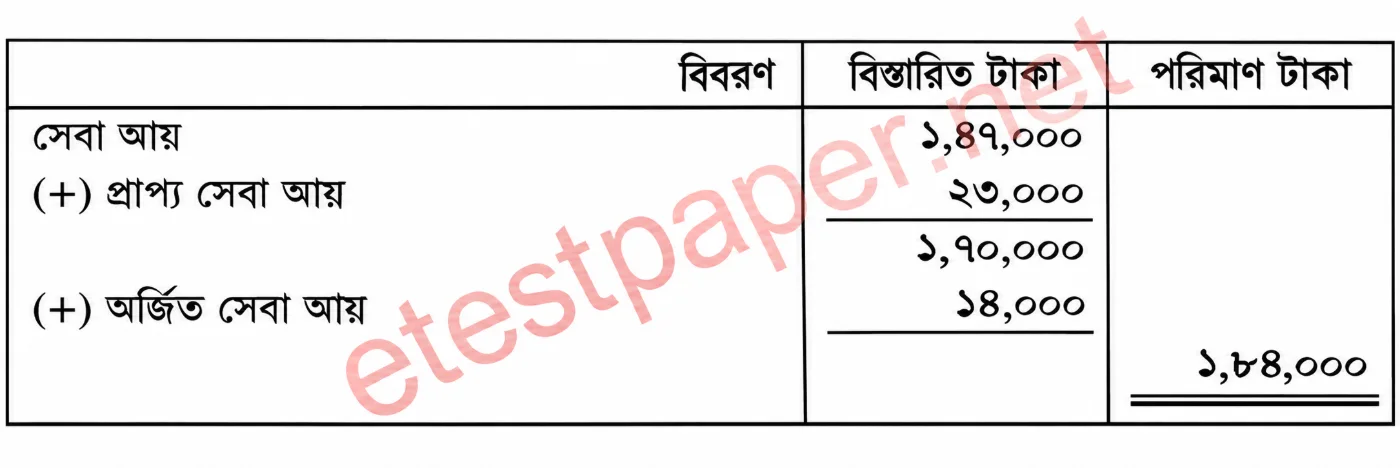 বিবরণ বিস্তারিত টাকা পরিমাণ টাকা
সেবা আয় ১,৪৭,০০০
(+) প্রাপ্য সেবা আয় ২৩,০০০
১,৭০,০০০
(+) অর্জিত সেবা আয় ১৪,০০০
১,৮৪,০০০
etestpaper.net